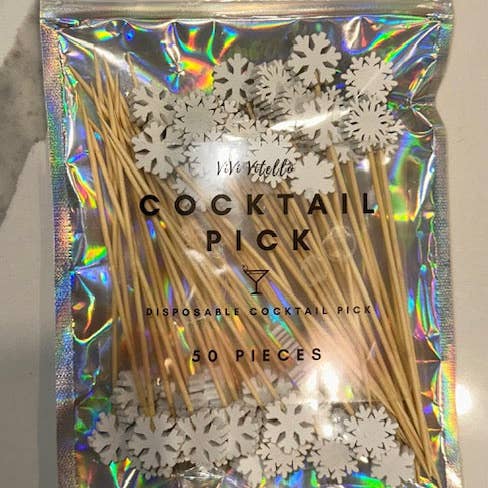 ViVi Vitello
COCKTAIL
PICK
DISPOSABLE COCKTAIL PICK
50 PIECES